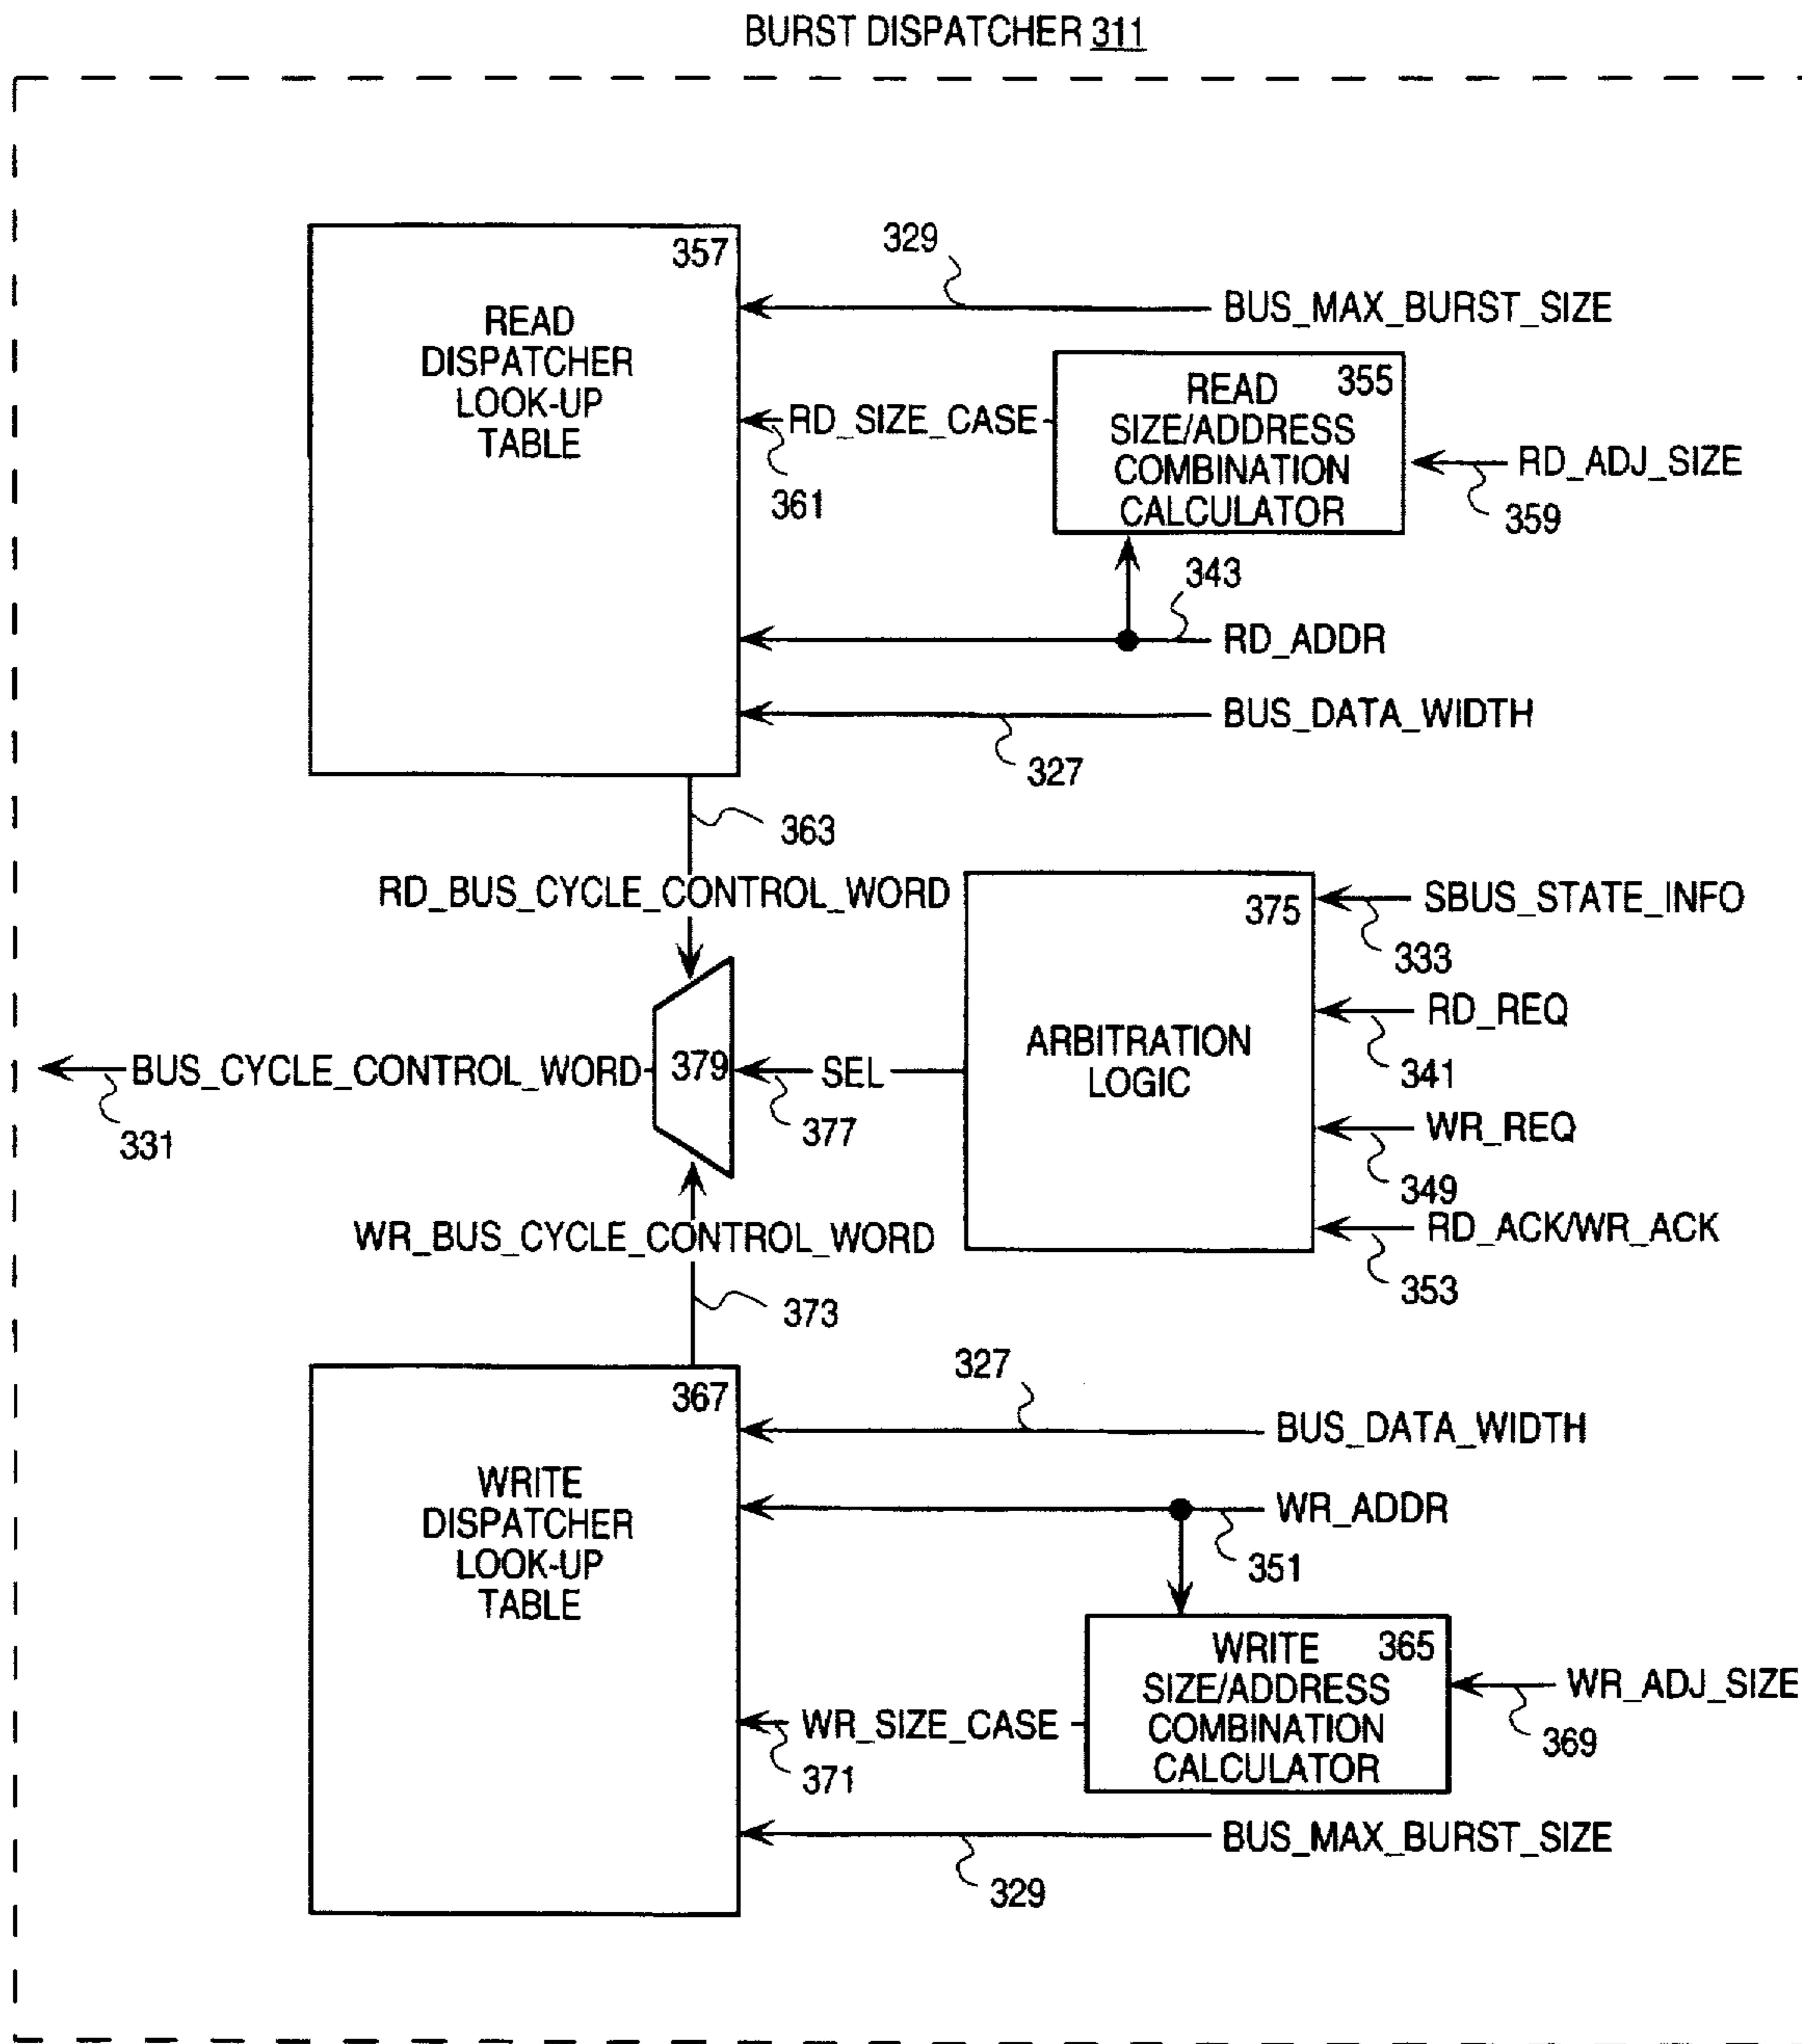 BURST DISPATCHER 311
357
READ
DISPATCHER
LOOK-UP
TABLE
329
BUS_MAX_BURST_SIZE
RD_SIZE_CASE
361
355
READ
SIZE/ADDRESS
COMBINATION
CALCULATOR
RD_ADJ_SIZE
359
343
RD_ADDR
BUS_DATA_WIDTH
327
363
RD_BUS_CYCLE_CONTROL_WORD
375
ARBITRATION
LOGIC
SBUS_STATE_INFO
333
RD_REQ
341
WR_REQ
349
RD_ACK/WR_ACK
353
BUS_CYCLE_CONTROL_WORD
331
379
SEL
377
WR_BUS_CYCLE_CONTROL_WORD
373
367
WRITE
DISPATCHER
LOOK-UP
TABLE
327
BUS_DATA_WIDTH
WR_ADDR
351
365
WRITE
SIZE/ADDRESS
COMBINATION
CALCULATOR
WR_ADJ_SIZE
369
WR_SIZE_CASE
371
BUS_MAX_BURST_SIZE
329